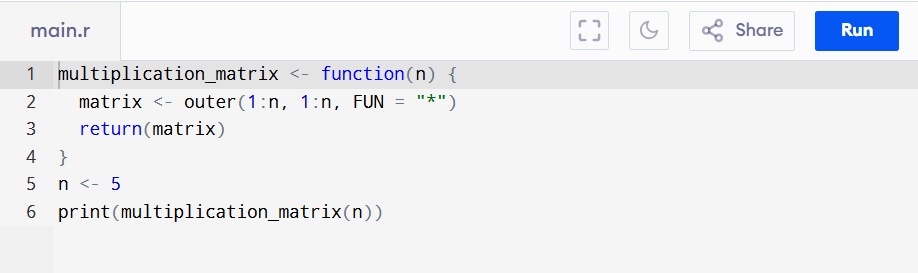 main.r
Share
Run
1 multiplication_matrix <- function(n) {
2   matrix <- outer(1:n, 1:n, FUN = "*")
3   return(matrix)
4 }
5 n <- 5
6 print(multiplication_matrix(n))